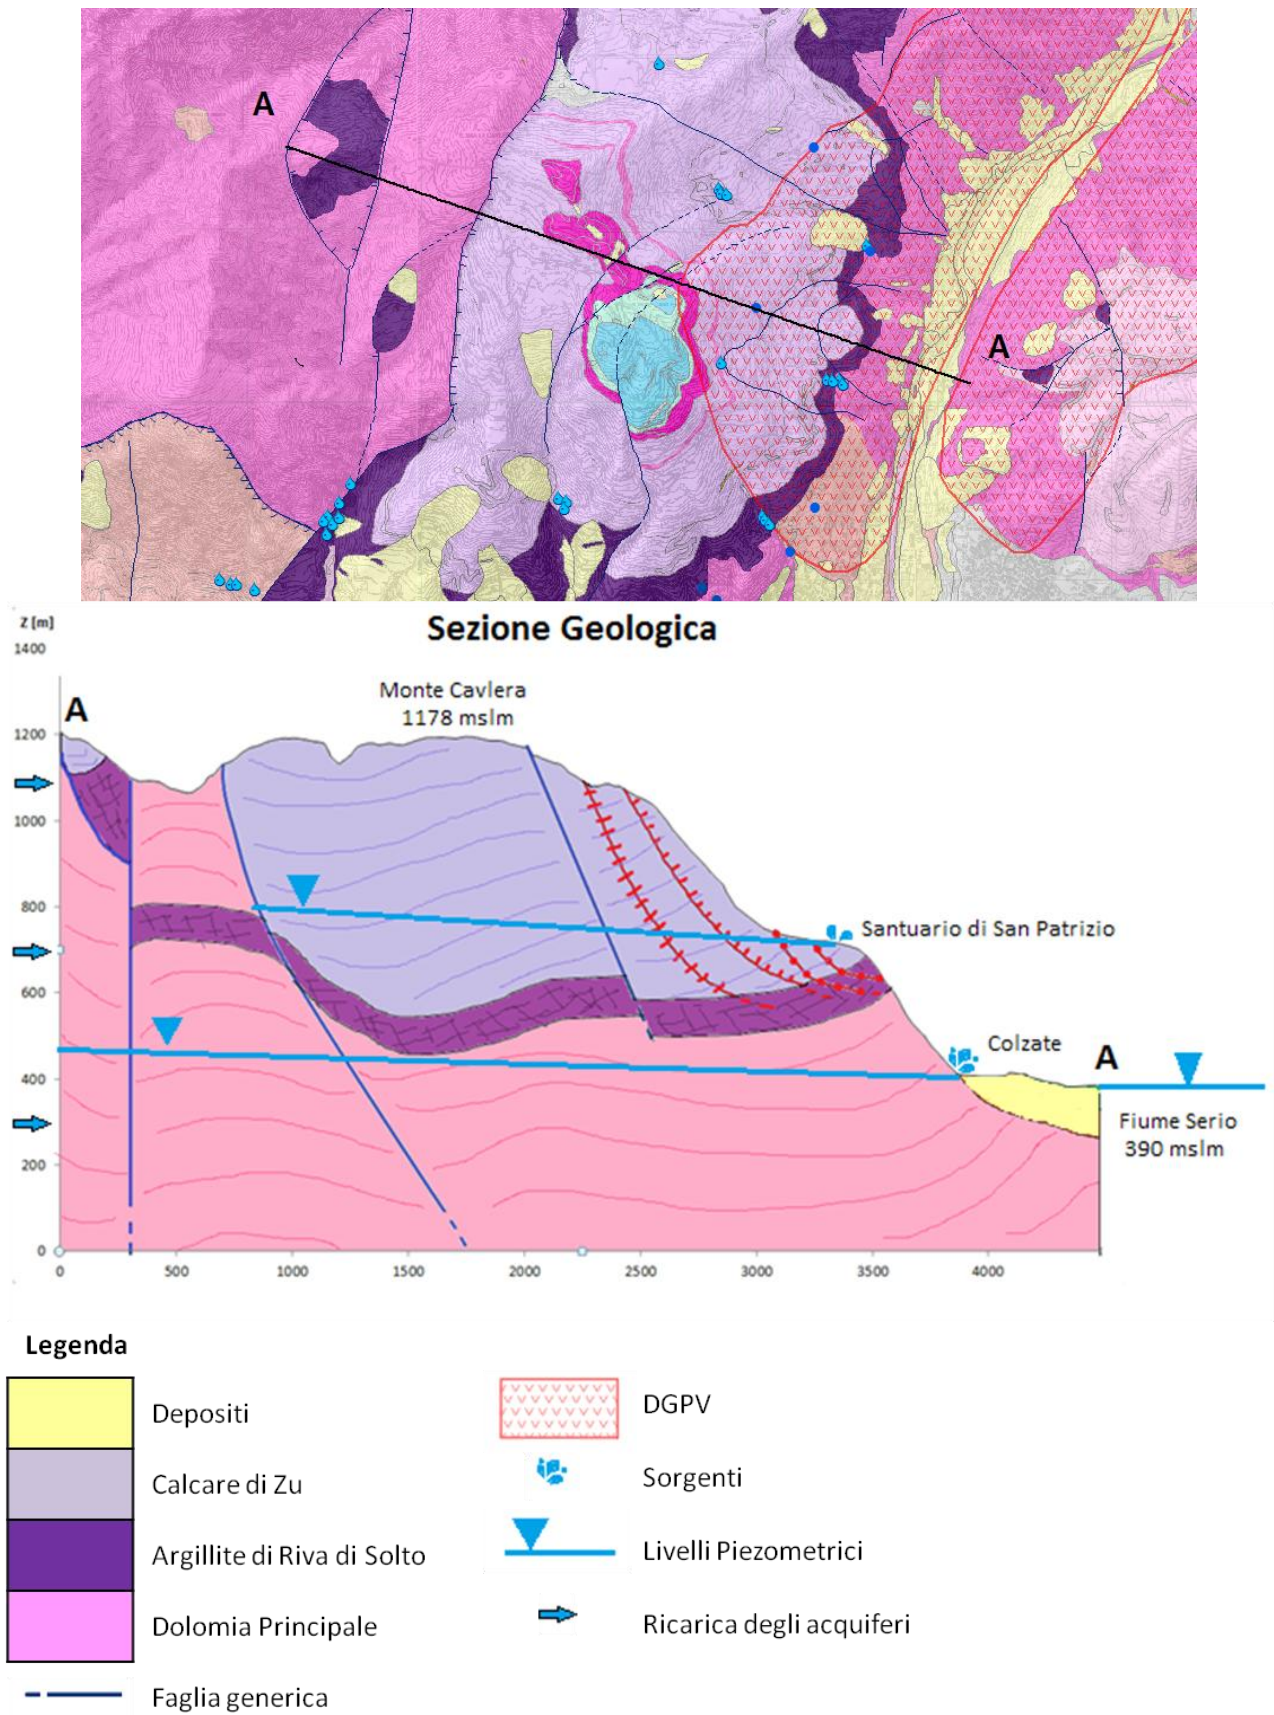 A
A
Sezione Geologica
Z [m]
1400
Monte Cavlera
1178 mslm
A
1200
1000
800
Santuario di San Patrizio
600
Colzate
A
400
Fiume Serio
390 mslm
200
0
0 500 1000 1500 2000 2500 3000 3500 4000
Legenda
Depositi
DGPV
Calcare di Zu
Sorgenti
Argillite di Riva di Solto
Livelli Piezometrici
Dolomia Principale
Ricarica degli acquiferi
Faglia generica